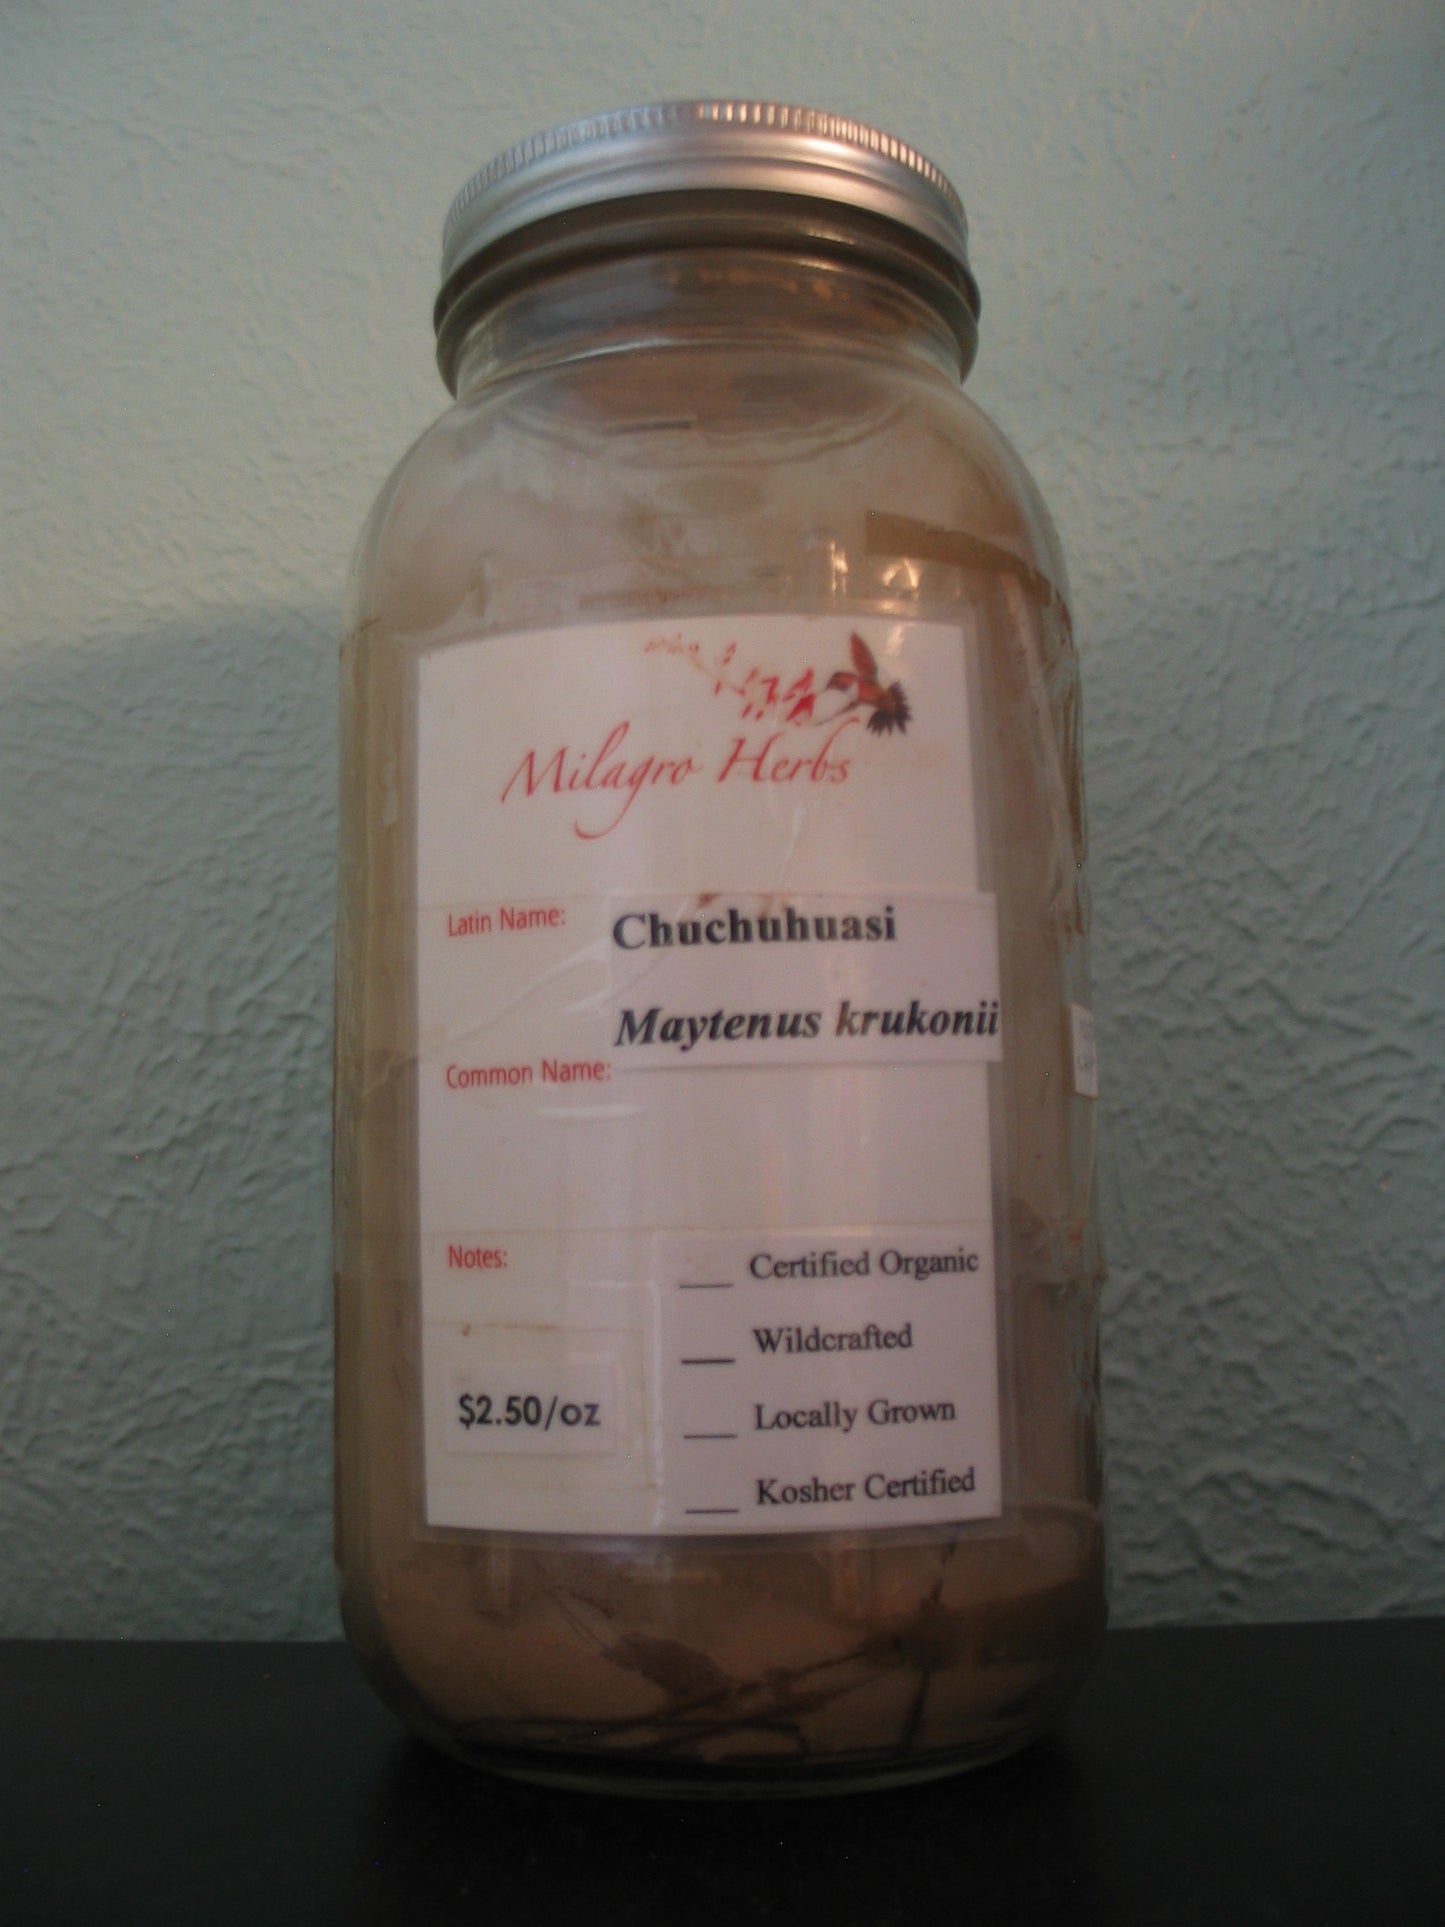 Milagro Herbs
Latin Name: Chuchuhuasi
Maytenus krukonii
Common Name:
Notes:
___ Certified Organic
___ Wildcrafted
$2.50/oz
___ Locally Grown
___ Kosher Certified